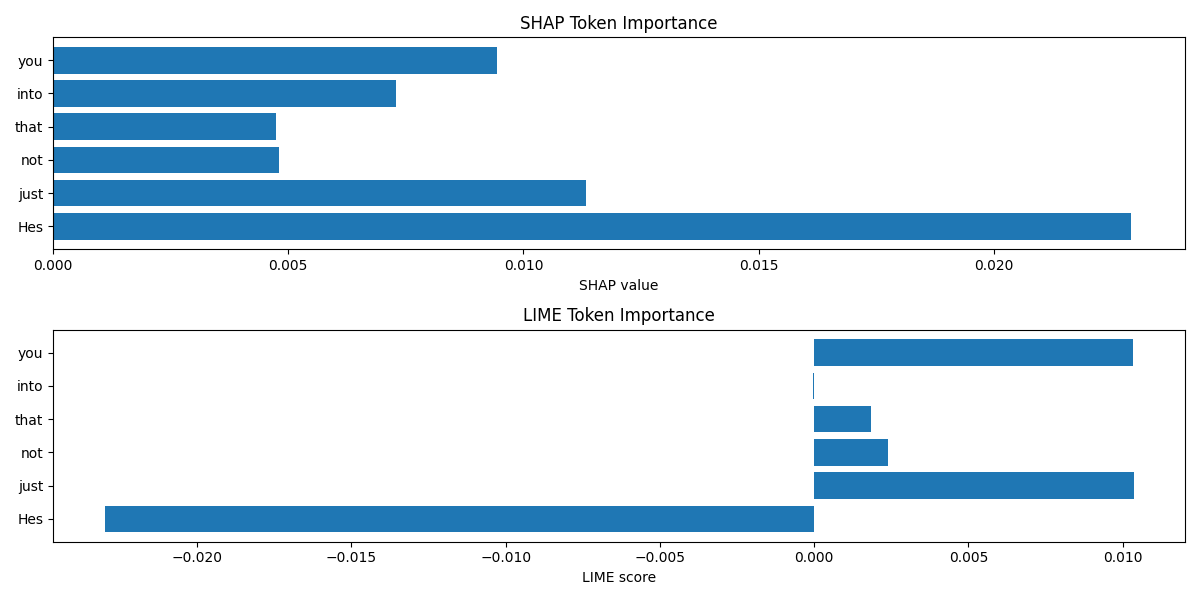 SHAP Token Importance
you
into
that
not
just
Hes
0.000 0.005 0.010 0.015 0.020
SHAP value
LIME Token Importance
you
into
that
not
just
Hes
−0.020 −0.015 −0.010 −0.005 0.000 0.005 0.010
LIME score